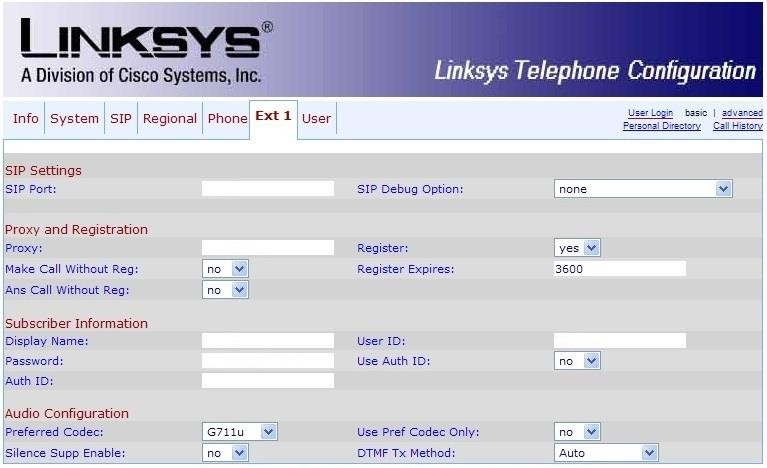 LINKSYS®
A Division of Cisco Systems, Inc.
Linksys Telephone Configuration
Info System SIP Regional Phone Ext 1 User
User Login basic | advanced
Personal Directory Call History
SIP Settings
SIP Port: SIP Debug Option: none
Proxy and Registration
Proxy: Register: yes
Make Call Without Reg: no Register Expires: 3600
Ans Call Without Reg: no
Subscriber Information
Display Name: User ID:
Password: Use Auth ID: no
Auth ID:
Audio Configuration
Preferred Codec: G711u Use Pref Codec Only: no
Silence Supp Enable: no DTMF Tx Method: Auto